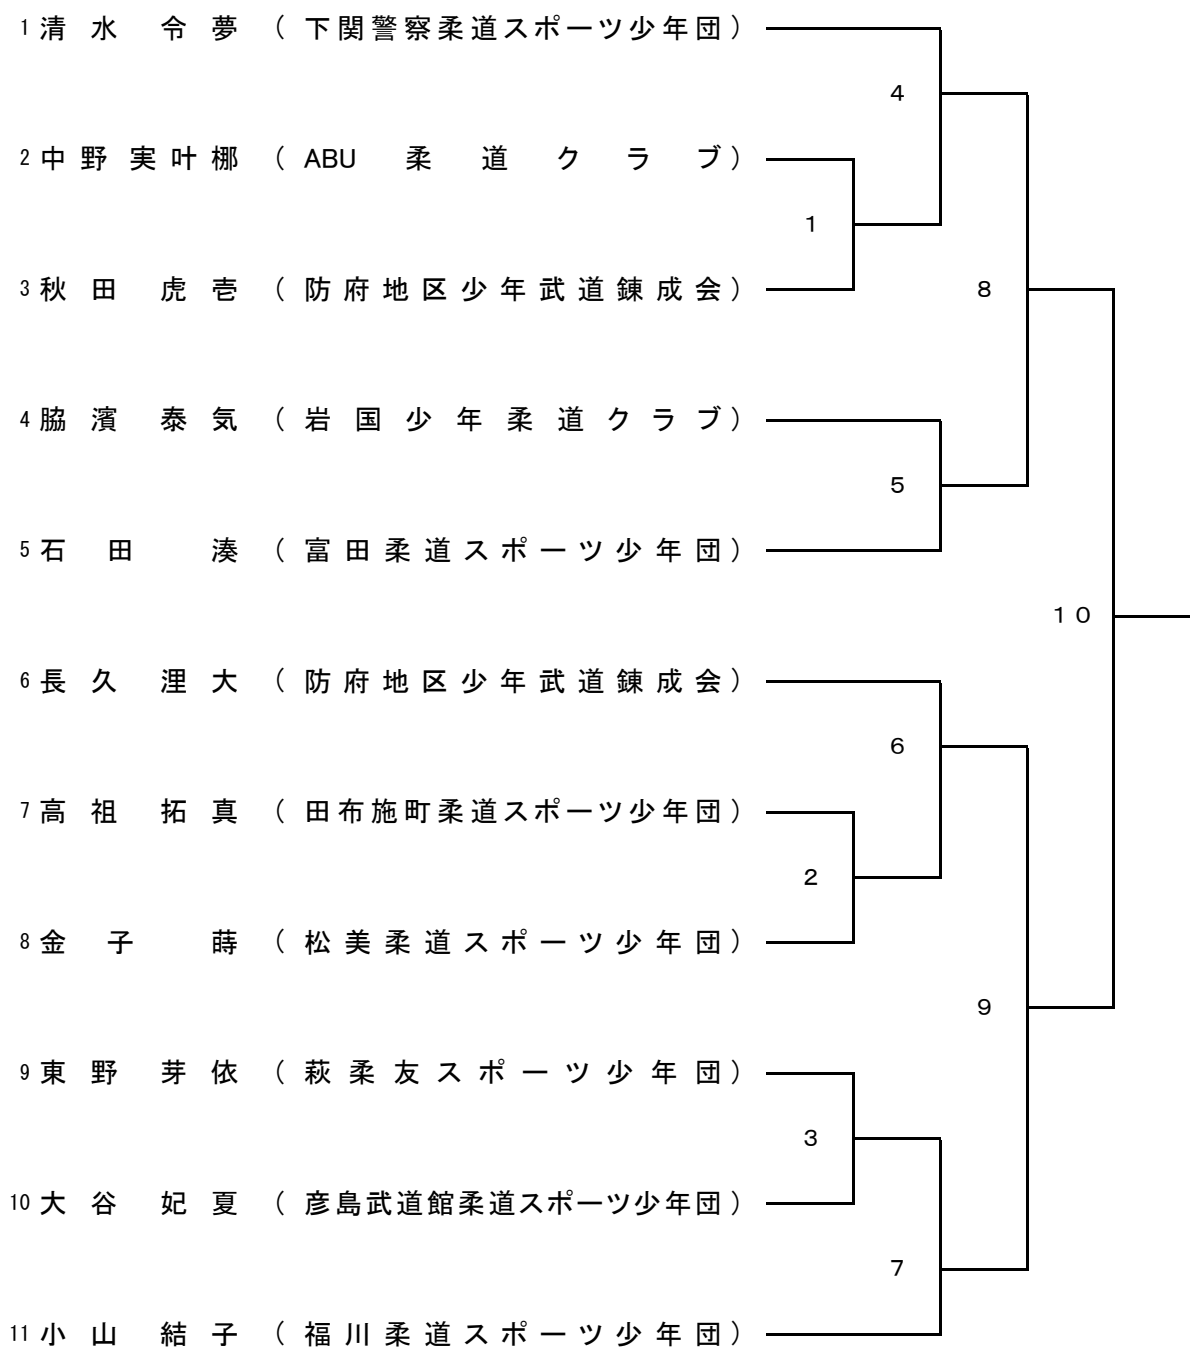 1 清水 令夢 (下関警察柔道スポーツ少年団)
4
2 中野実叶梛 (ABU柔道クラブ)
1
3 秋田 虎壱 (防府地区少年武道錬成会)
8
4 脇濱 泰気 (岩国少年柔道クラブ)
5
5 石田 湊 (富田柔道スポーツ少年団)
10
6 長久 浬大 (防府地区少年武道錬成会)
6
7 高祖 拓真 (田布施町柔道スポーツ少年団)
2
8 金子 蒔 (松美柔道スポーツ少年団)
9
9 東野 芽依 (萩柔友スポーツ少年団)
3
10 大谷 妃夏 (彦島武道館柔道スポーツ少年団)
7
11 小山 結子 (福川柔道スポーツ少年団)